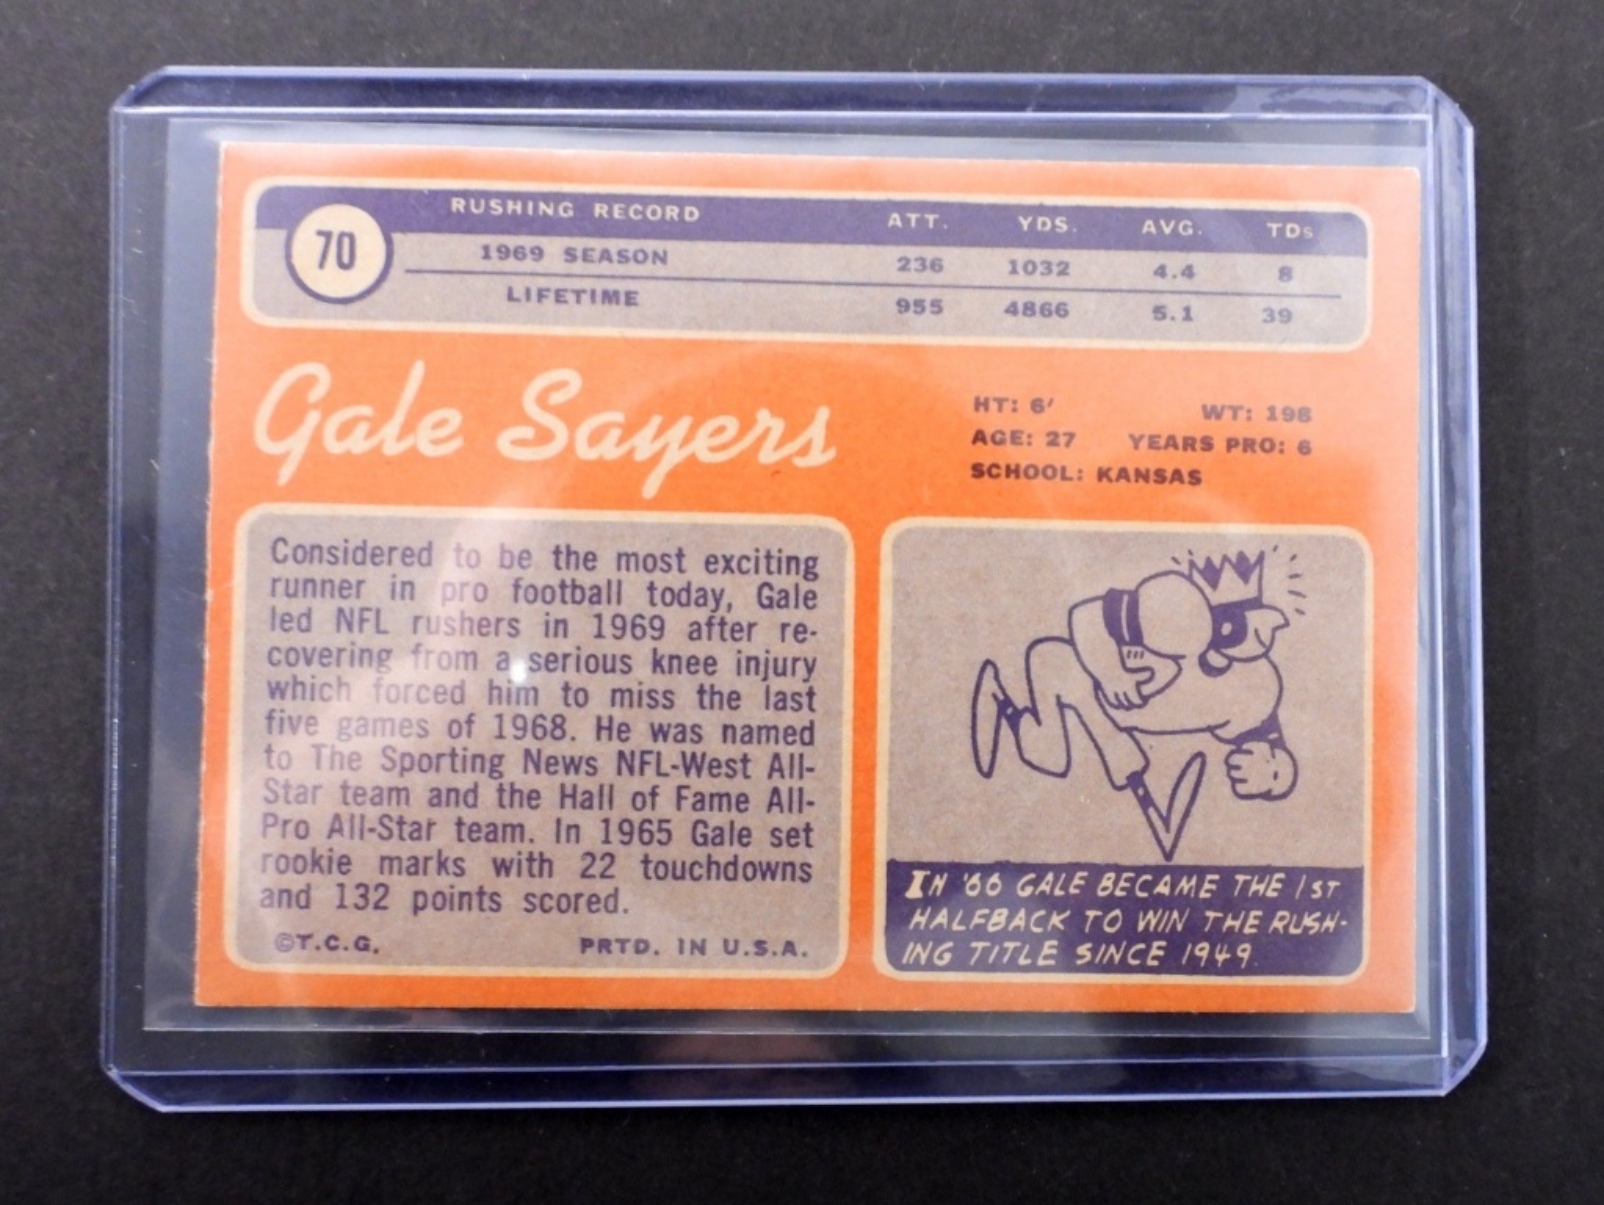 RUSHING RECORD ATT. YDS. AVG. TDs
70
1969 SEASON 236 1032 4.4 8
LIFETIME 955 4866 5.1 39
Gale Sayers
HT: 6' WT: 198
AGE: 27 YEARS PRO: 6
SCHOOL: KANSAS
Considered to be the most exciting
runner in pro football today, Gale
led NFL rushers in 1969 after re-
covering from a serious knee injury
which forced him to miss the last
five games of 1968. He was named
to The Sporting News NFL-West All-
Star team and the Hall of Fame All-
Pro All-Star team. In 1965 Gale set
rookie marks with 22 touchdowns
and 132 points scored.
©T.C.G. PRTD. IN U.S.A.
IN '66 GALE BECAME THE 1ST
HALFBACK TO WIN THE RUSH-
ING TITLE SINCE 1949.